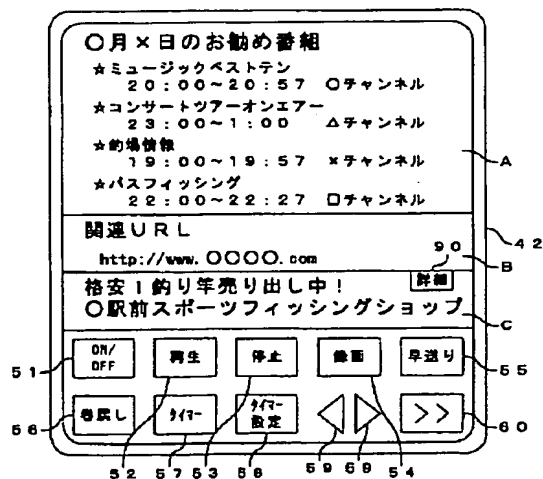 ○月×日のお勧め番組
☆ミュージックベストテン
20:00~20:57 ○チャンネル
☆コンサートツアーオンエアー
23:00~1:00 △チャンネル
☆釣場情報
19:00~19:57 ×チャンネル
☆バスフィッシング
22:00~22:27 □チャンネル
A
関連URL
http://www.○○○○.com
42
90
B
格安!釣り竿売り出し中!
詳細
○駅前スポーツフィッシングショップ
C
51
ON/
OFF
再生
停止
録画
早送り
55
56
巻戻し
タイマー
タイマー
設定
>>
60
52
57
53
58
59
69
54